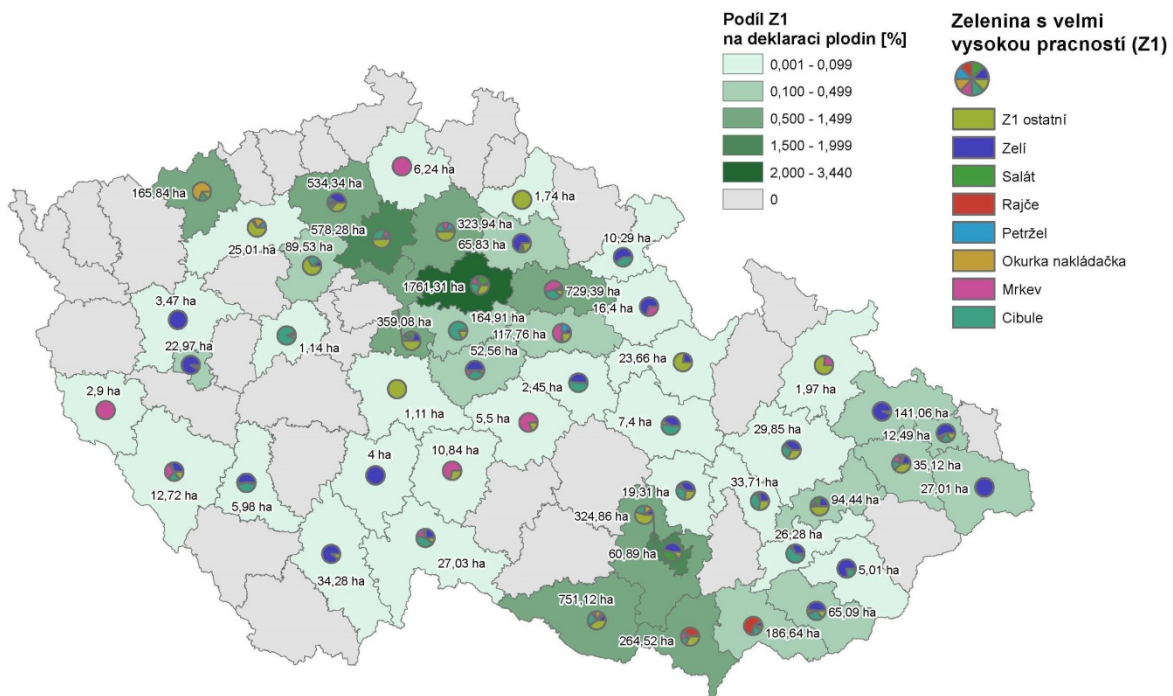 Podíl Z1
na deklaraci plodin [%]
0,001 - 0,099
0,100 - 0,499
0,500 - 1,499
1,500 - 1,999
2,000 - 3,440
0
Zelenina s velmi
vysokou pracností (Z1)
Z1 ostatní
Zelí
Salát
Rajče
Petržel
Okurka nakládačka
Mrkev
Cibule
6,24 ha
165,84 ha
534,34 ha
1,74 ha
578,28 ha
323,94 ha
25,01 ha
89,53 ha
65,83 ha
10,29 ha
1761,31 ha
729,39 ha
3,47 ha
16,4 ha
359,08 ha
164,91 ha
117,76 ha
22,97 ha
1,14 ha
52,56 ha
23,66 ha
2,9 ha
1,11 ha
2,45 ha
1,97 ha
5,5 ha
7,4 ha
141,06 ha
29,85 ha
12,49 ha
4 ha
10,84 ha
35,12 ha
12,72 ha
5,98 ha
19,31 ha
33,71 ha
27,01 ha
94,44 ha
324,86 ha
26,28 ha
60,89 ha
34,28 ha
27,03 ha
5,01 ha
751,12 ha
65,09 ha
264,52 ha
186,64 ha